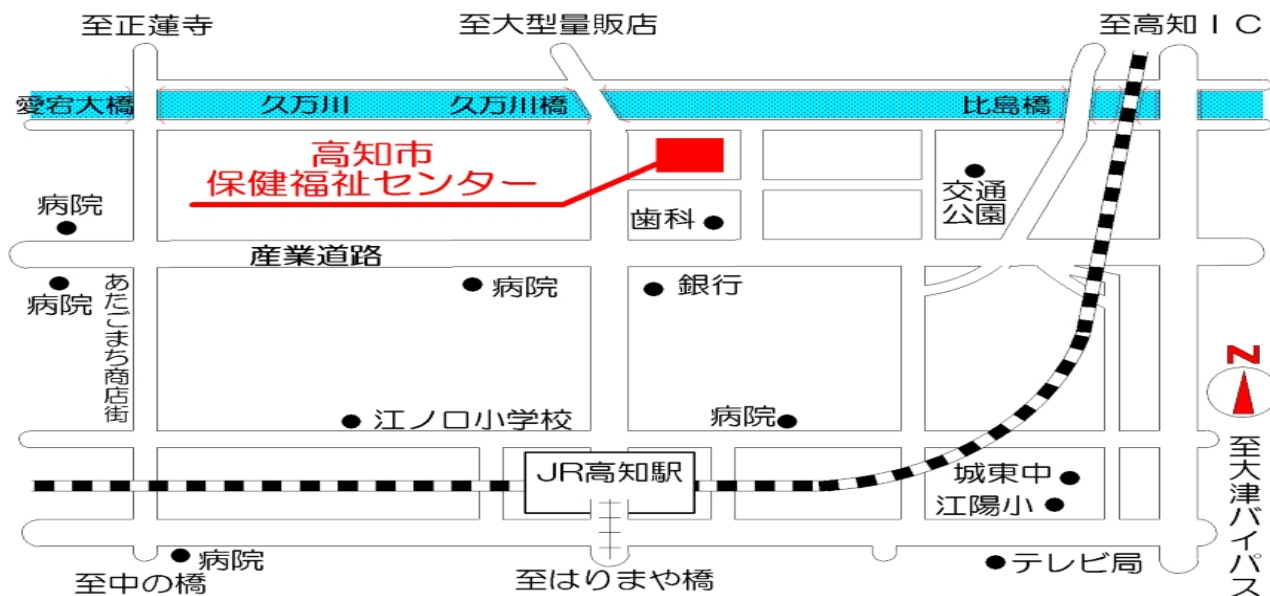 至正蓮寺
至大型量販店
至高知IC
愛宕大橋
久万川
久万川橋
比島橋
高知市
保健福祉センター
交通
公園
病院
歯科
産業道路
病院
病院
銀行
あたごまち商店街
N
江ノ口小学校
病院
JR高知駅
城東中
江陽小
至大津バイパス
病院
テレビ局
至中の橋
至はりまや橋